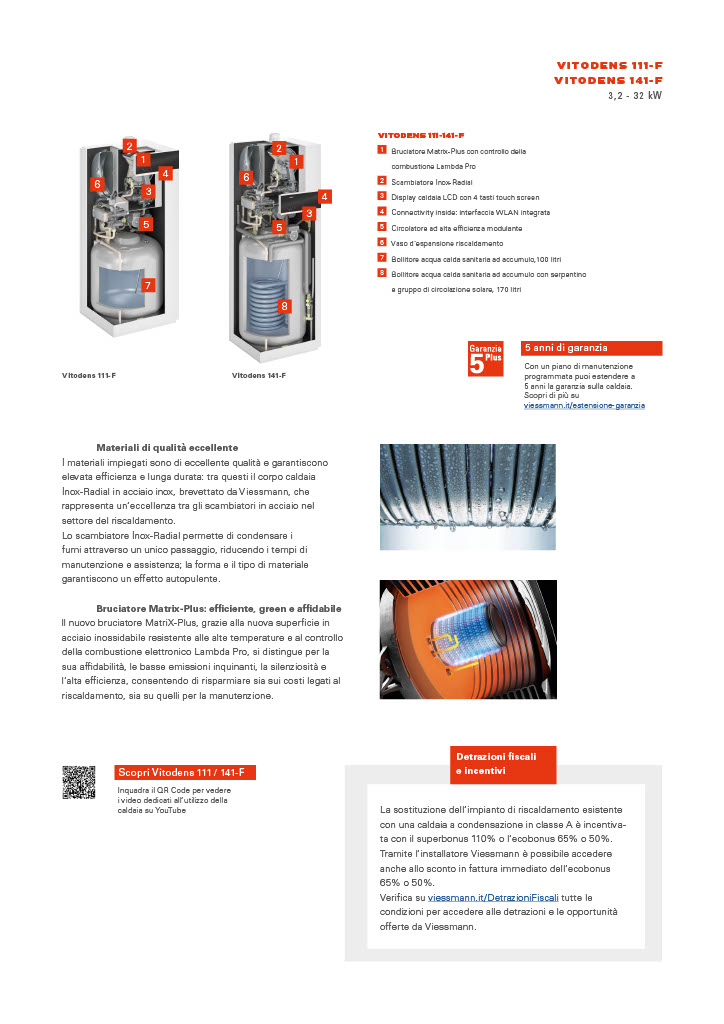 VITODENS 111-F
VITODENS 141-F
3,2 - 32 kW
2
1
4
6
3
5
7
2
1
6
4
3
5
8
Vitodens 111-F
Vitodens 141-F
VITODENS 111-141-F
1 Bruciatore Matrix-Plus con controllo della
combustione Lambda Pro
2 Scambiatore Inox-Radial
3 Display caldaia LCD con 4 tasti touch screen
4 Connectivity inside: interfaccia WLAN integrata
5 Circolatore ad alta efficienza modulante
6 Vaso d'espansione riscaldamento
7 Bollitore acqua calda sanitaria ad accumulo,100 litri
8 Bollitore acqua calda sanitaria ad accumulo con serpentino
e gruppo di circolazione solare, 170 litri
Garanzia
5 Plus
5 anni di garanzia
Con un piano di manutenzione
programmata puoi estendere a
5 anni la garanzia sulla caldaia.
Scopri di più su
viessmann.it/estensione-garanzia
Materiali di qualità eccellente
I materiali impiegati sono di eccellente qualità e garantiscono
elevata efficienza e lunga durata: tra questi il corpo caldaia
Inox-Radial in acciaio inox, brevettato da Viessmann, che
rappresenta un'eccellenza tra gli scambiatori in acciaio nel
settore del riscaldamento.
Lo scambiatore Inox-Radial permette di condensare i
fumi attraverso un unico passaggio, riducendo i tempi di
manutenzione e assistenza; la forma e il tipo di materiale
garantiscono un effetto autopulente.
Bruciatore Matrix-Plus: efficiente, green e affidabile
Il nuovo bruciatore MatriX-Plus, grazie alla nuova superficie in
acciaio inossidabile resistente alle alte temperature e al controllo
della combustione elettronico Lambda Pro, si distingue per la
sua affidabilità, le basse emissioni inquinanti, la silenziosità e
l'alta efficienza, consentendo di risparmiare sia sui costi legati al
riscaldamento, sia su quelli per la manutenzione.
Scopri Vitodens 111 / 141-F
Inquadra il QR Code per vedere
i video dedicati all'utilizzo della
caldaia su YouTube
Detrazioni fiscali
e incentivi
La sostituzione dell'impianto di riscaldamento esistente
con una caldaia a condensazione in classe A è incentiva-
ta con il superbonus 110% o l'ecobonus 65% o 50%.
Tramite l'installatore Viessmann è possibile accedere
anche allo sconto in fattura immediato dell'ecobonus
65% o 50%.
Verifica su viessmann.it/DetrazioniFiscali tutte le
condizioni per accedere alle detrazioni e le opportunità
offerte da Viessmann.